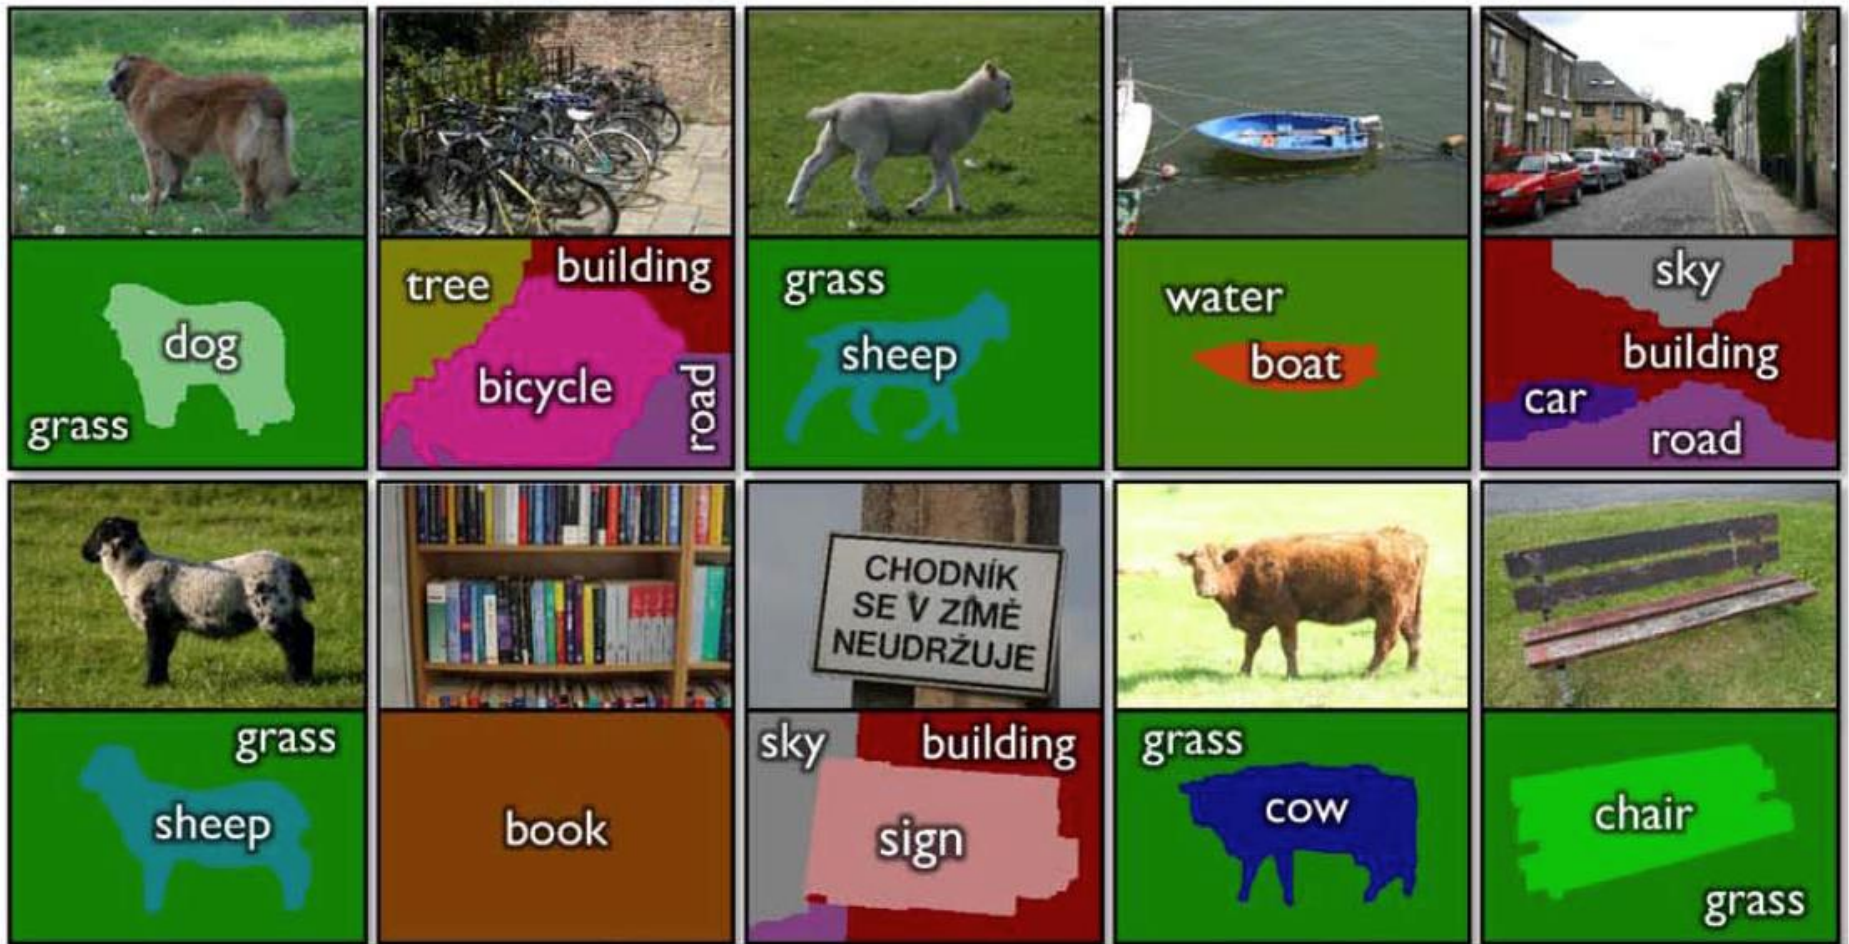 dog
grass
tree
building
bicycle
road
grass
sheep
water
boat
sky
building
car
road
CHODNÍK
SE V ZIMĚ
NEUDRŽUJE
grass
sheep
book
sky
building
sign
grass
cow
chair
grass